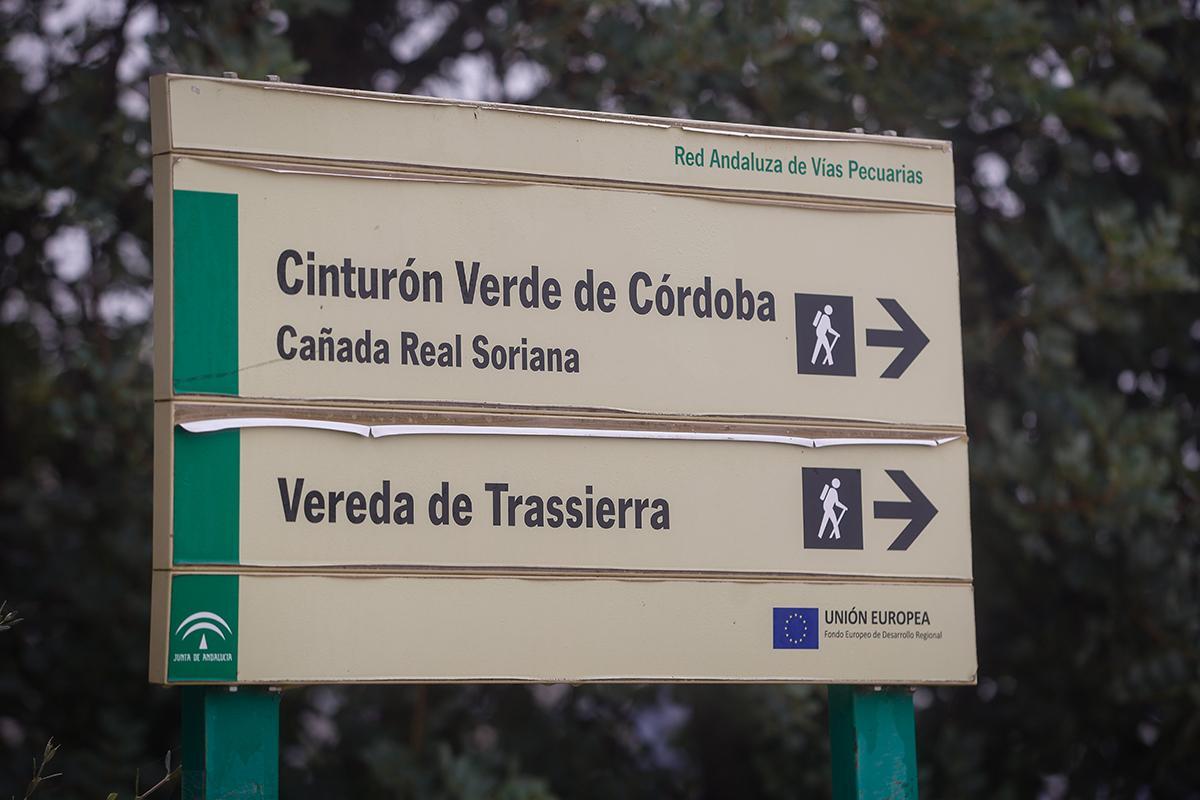 Red Andaluza de Vías Pecuarias
Cinturón Verde de Córdoba
Cañada Real Soriana
Vereda de Trassierra
JUNTA DE ANDALUCIA
UNIÓN EUROPEA
Fondo Europeo de Desarrollo Regional